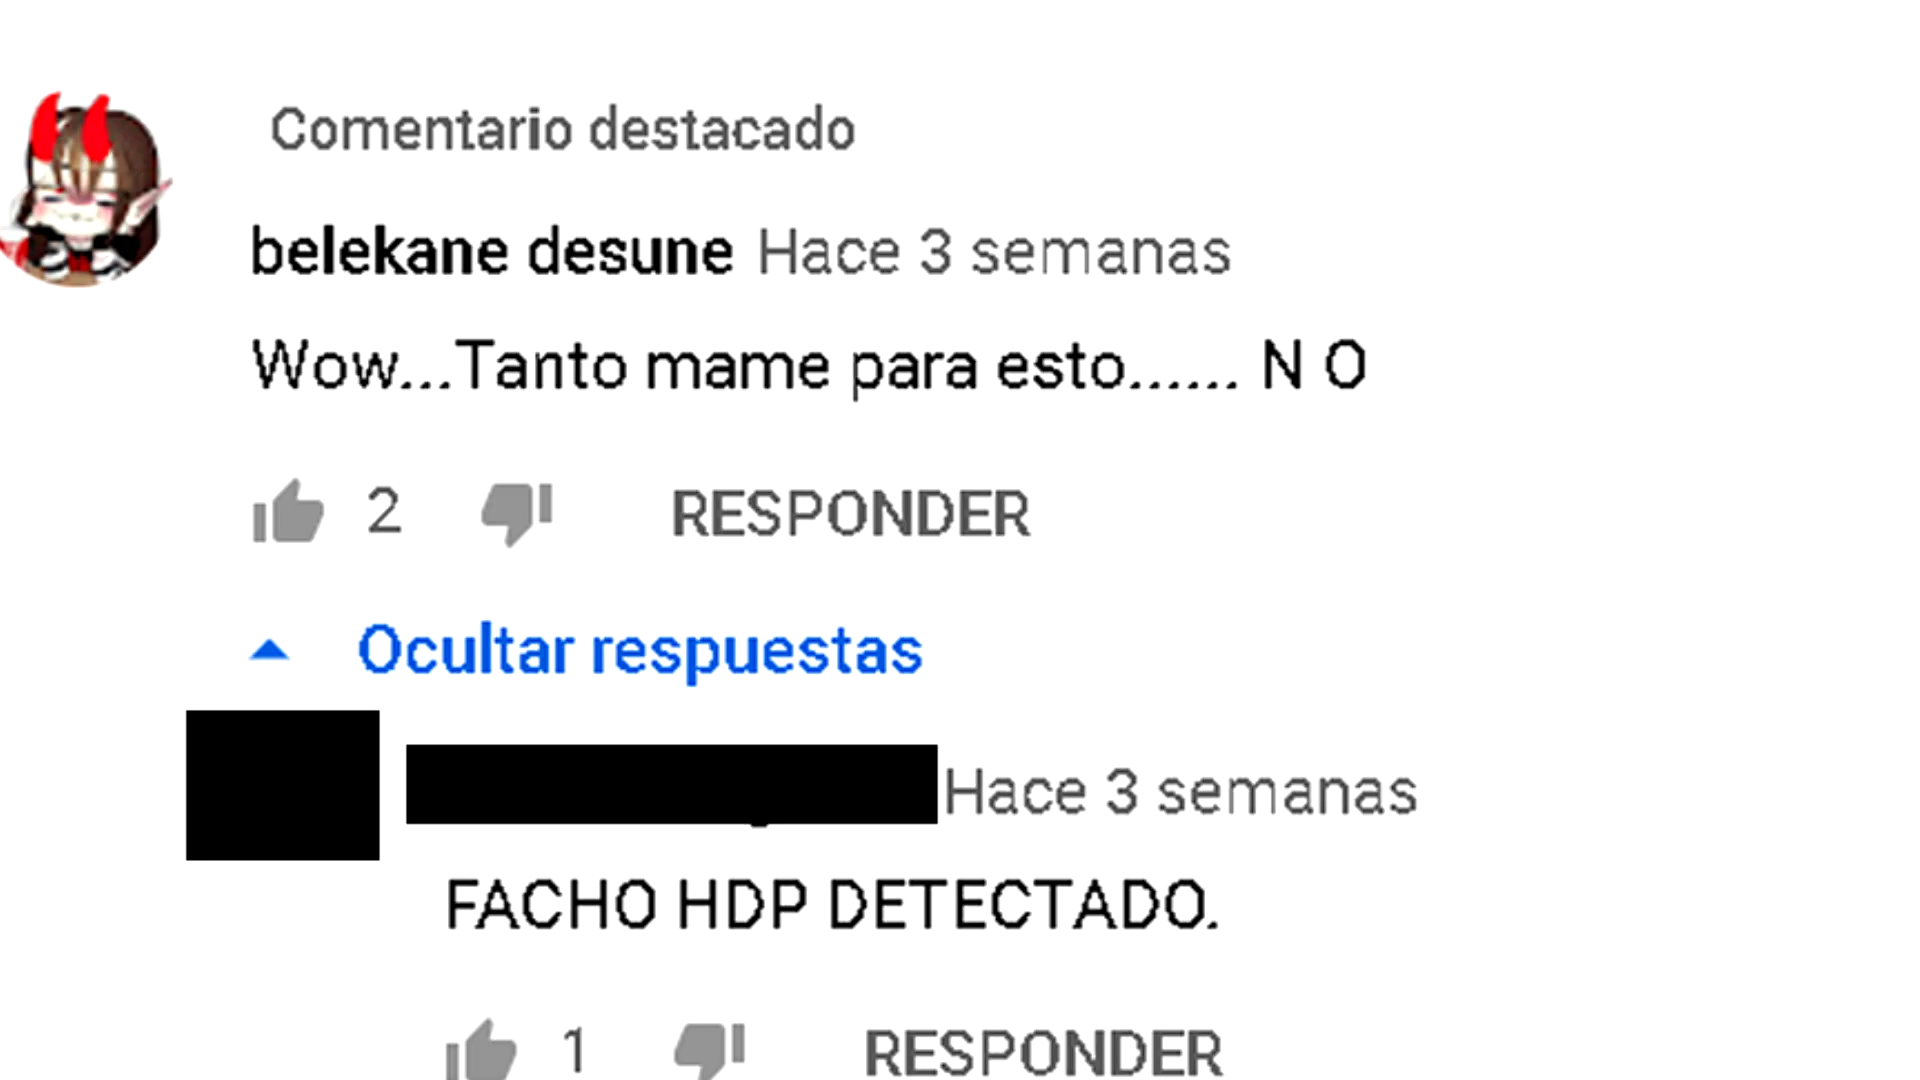 Comentario destacado
belekane desune Hace 3 semanas
Wow...Tanto mame para esto...... N O
2 RESPONDER
Ocultar respuestas
Hace 3 semanas
FACHO HDP DETECTADO.
1 RESPONDER